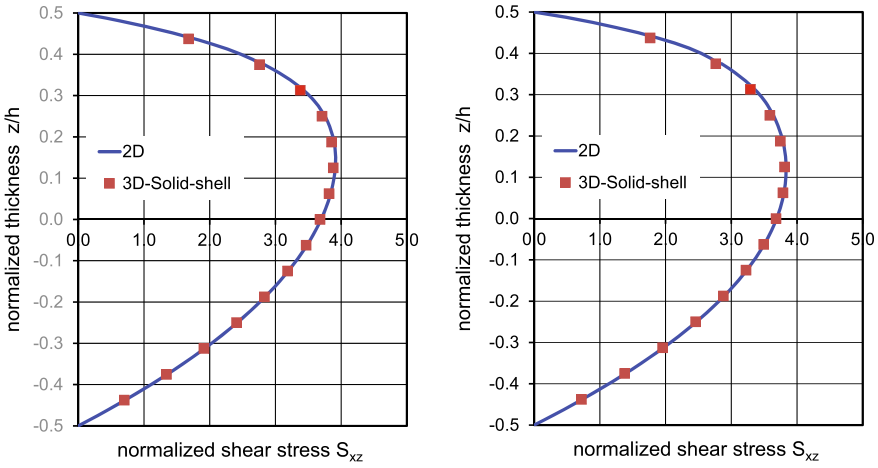 0.5
0.4
0.3
0.2
0.1
0.0
-0.1
-0.2
-0.3
-0.4
-0.5
normalized thickness z/h
2D
3D-Solid-shell
0.0 1.0 2.0 3.0 4.0 5.0
normalized shear stress Sxz
0.5
0.4
0.3
0.2
0.1
0.0
-0.1
-0.2
-0.3
-0.4
-0.5
normalized thickness z/h
2D
3D-Solid-shell
0.0 1.0 2.0 3.0 4.0 5.0
normalized shear stress Sxz